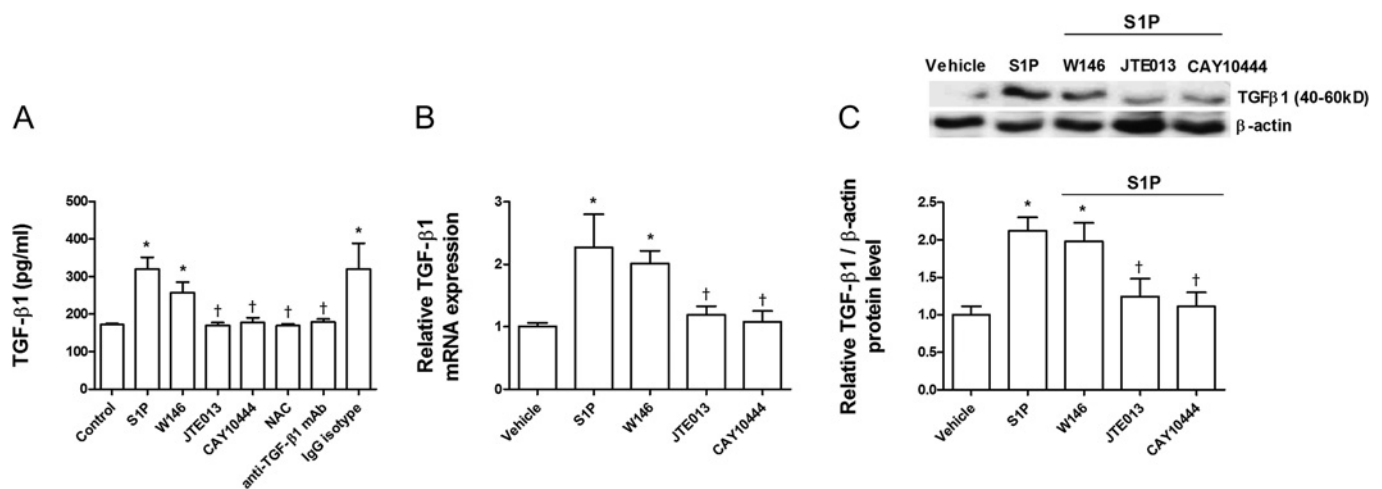 S1P
Vehicle S1P W146 JTE013 CAY10444
TGFβ1 (40-60kD)
β-actin
A
B
C
TGF-β1 (pg/ml)
500
400
300
200
100
0
* * † † † † *
Control
S1P
W146
JTE013
CAY10444
NAC
anti-TGF-β1 mAb
IgG isotype
Relative TGF-β1
mRNA expression
3
2
1
0
* * † †
Vehicle
S1P
W146
JTE013
CAY10444
S1P
Relative TGF-β1 / β-actin
protein level
2.5
2.0
1.5
1.0
0.5
0.0
* * † †
Vehicle
S1P
W146
JTE013
CAY10444